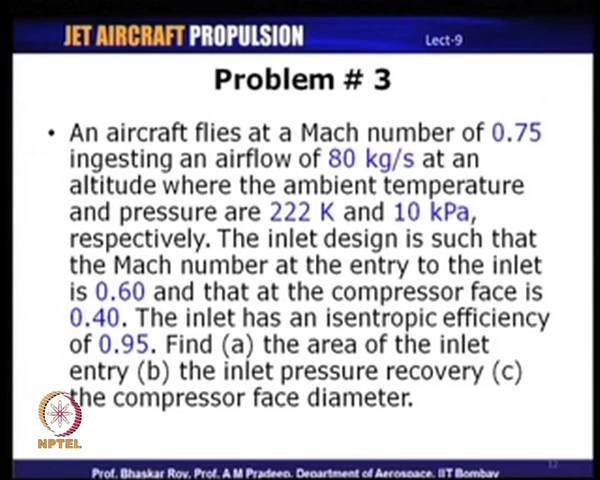 JET AIRCRAFT PROPULSION
Lect-9
Problem # 3
• An aircraft flies at a Mach number of 0.75
ingesting an airflow of 80 kg/s at an
altitude where the ambient temperature
and pressure are 222 K and 10 kPa,
respectively. The inlet design is such that
the Mach number at the entry to the inlet
is 0.60 and that at the compressor face is
0.40. The inlet has an isentropic efficiency
of 0.95. Find (a) the area of the inlet
entry (b) the inlet pressure recovery (c)
the compressor face diameter.
NPTEL
12
Prof. Bhaskar Roy, Prof. A M Pradeep, Department of Aerospace, IIT Bombay